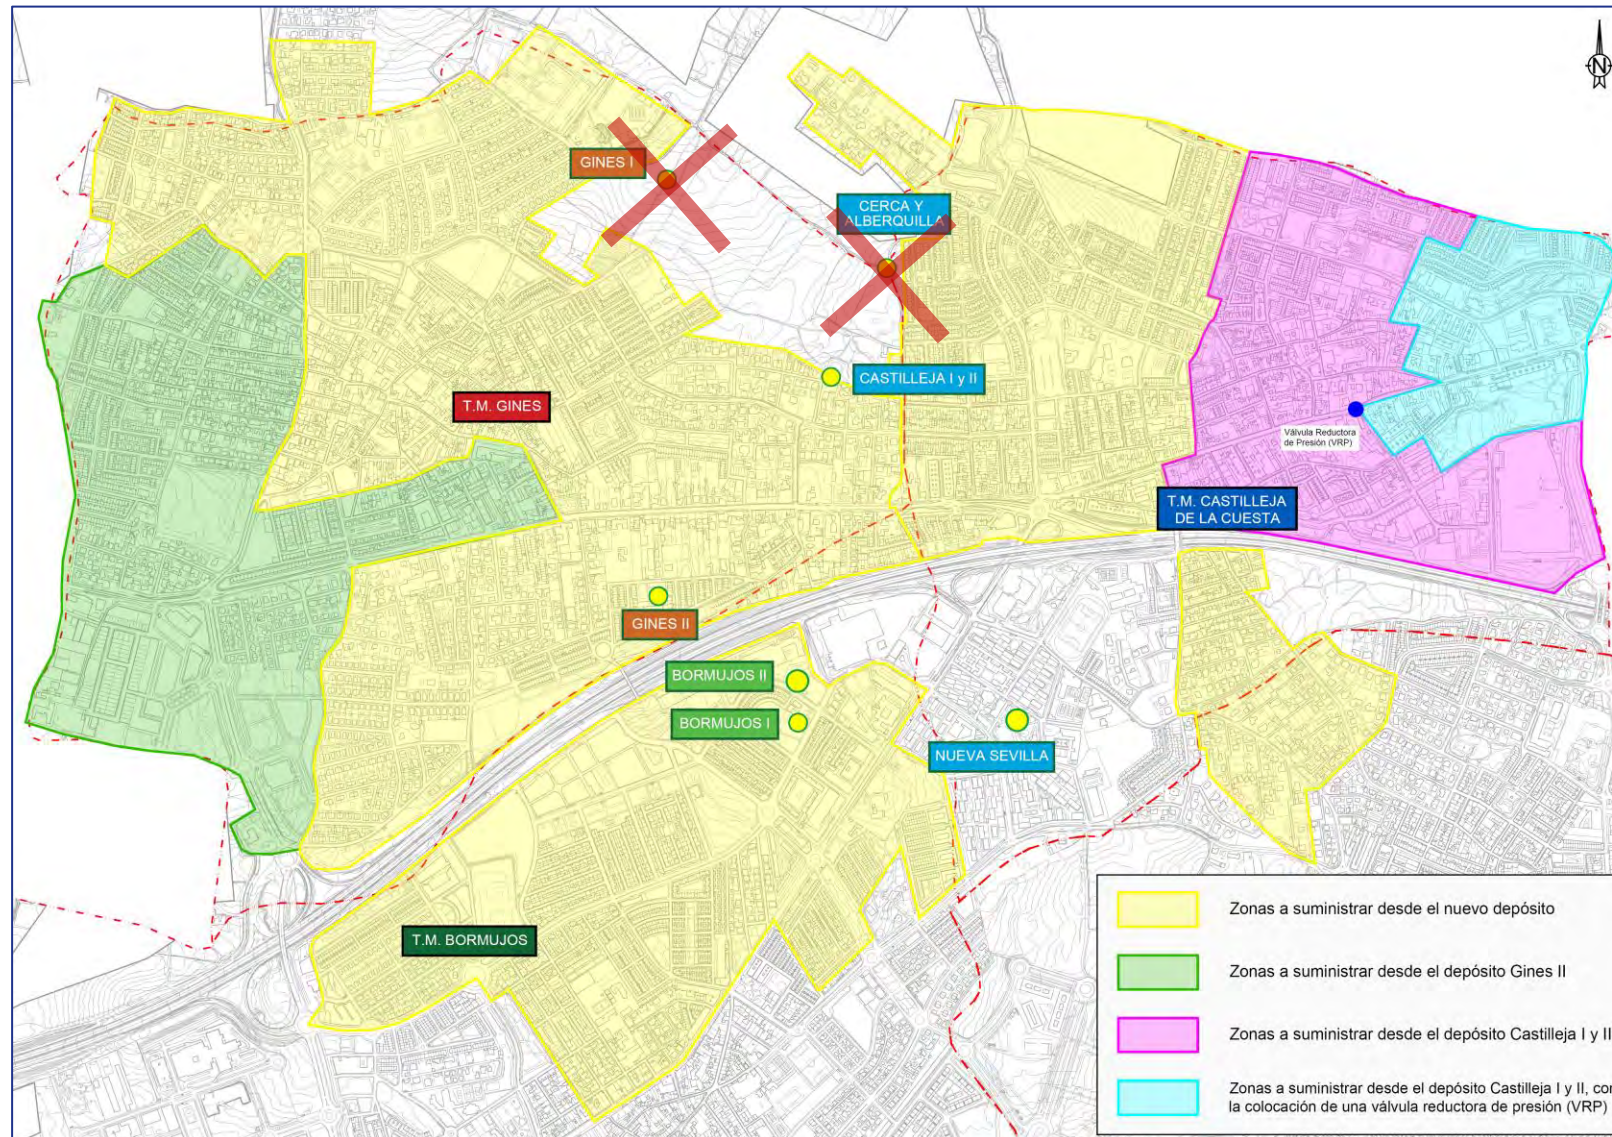 N
GINES I
CERCA Y
ALBERQUILLA
CASTILLEJA I y II
T.M. GINES
Válvula Reductora
de Presión (VRP)
T.M. CASTILLEJA
DE LA CUESTA
GINES II
BORMUJOS II
BORMUJOS I
NUEVA SEVILLA
T.M. BORMUJOS
Zonas a suministrar desde el nuevo depósito
Zonas a suministrar desde el depósito Gines II
Zonas a suministrar desde el depósito Castilleja I y II
Zonas a suministrar desde el depósito Castilleja I y II, con
la colocación de una válvula reductora de presión (VRP)